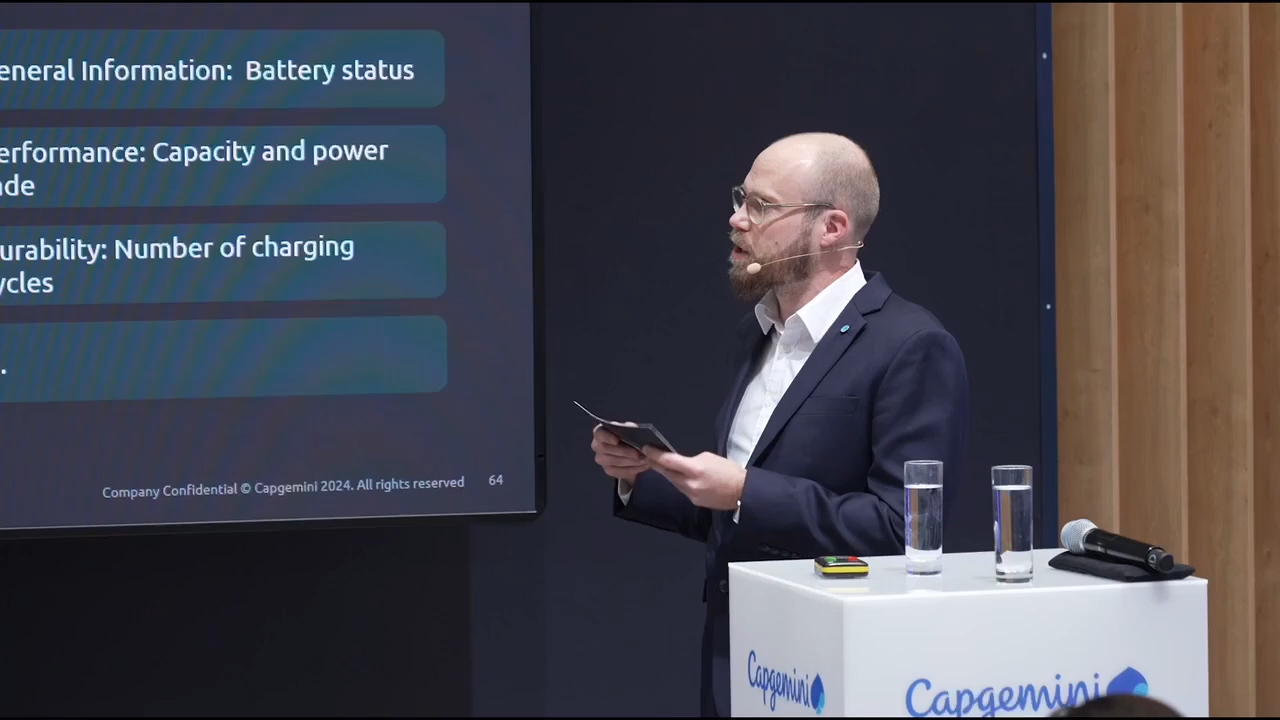 eneral Information: Battery status
erformance: Capacity and power
ade
urability: Number of charging
ycles
.
Company Confidential © Capgemini 2024. All rights reserved 64
Capgemini
Capgemini